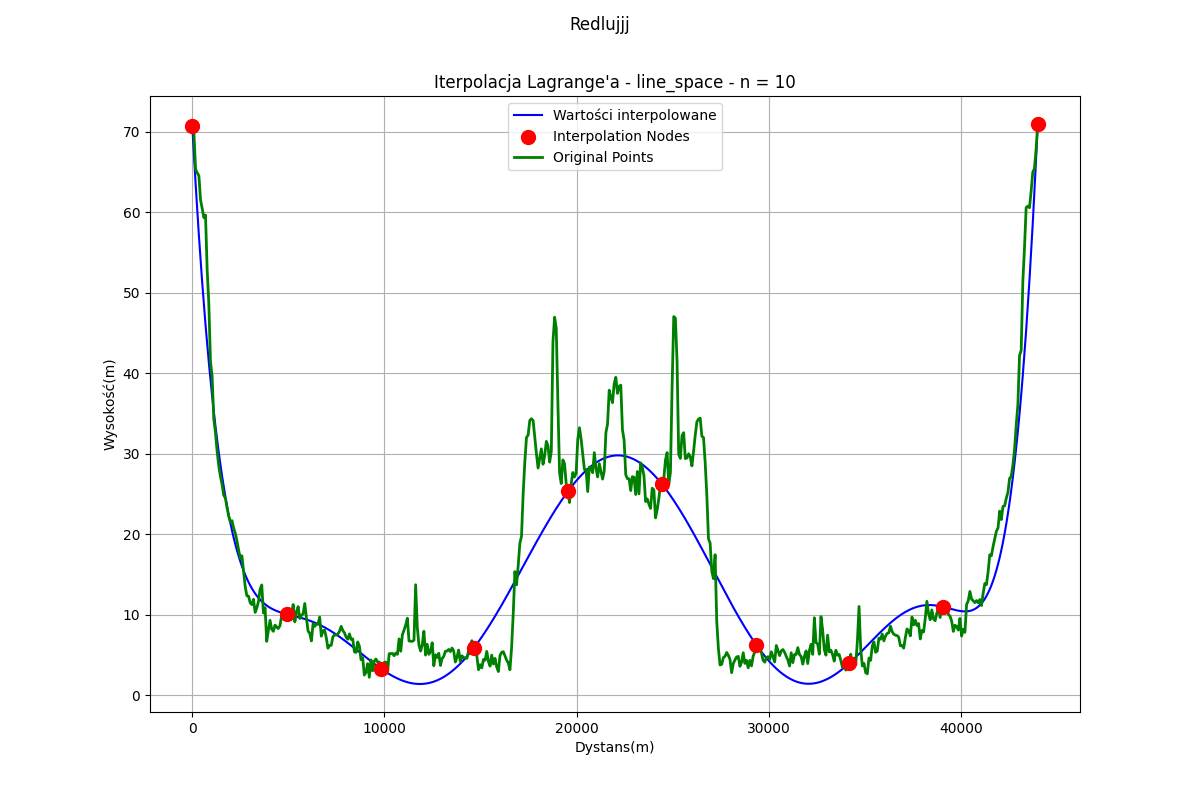 Redlujjj
Iterpolacja Lagrange'a - line_space - n = 10
Wartości interpolowane
Interpolation Nodes
Original Points
Wysokość(m)
70
60
50
40
30
20
10
0
0 10000 20000 30000 40000
Dystans(m)